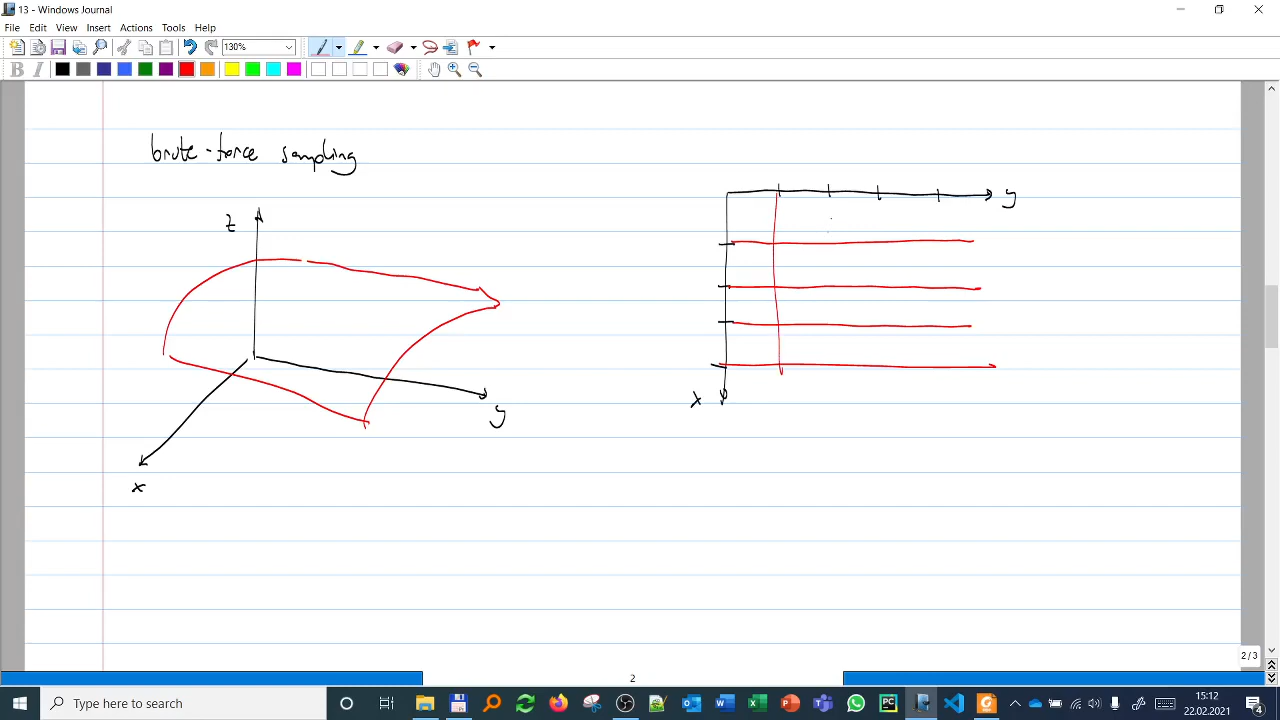 13 - Windows Journal
File Edit View Insert Actions Tools Help
130%
B I
brute-force sampling
z
y
x
y
x
2/3
2
Type here to search
15:12
22.02.2021